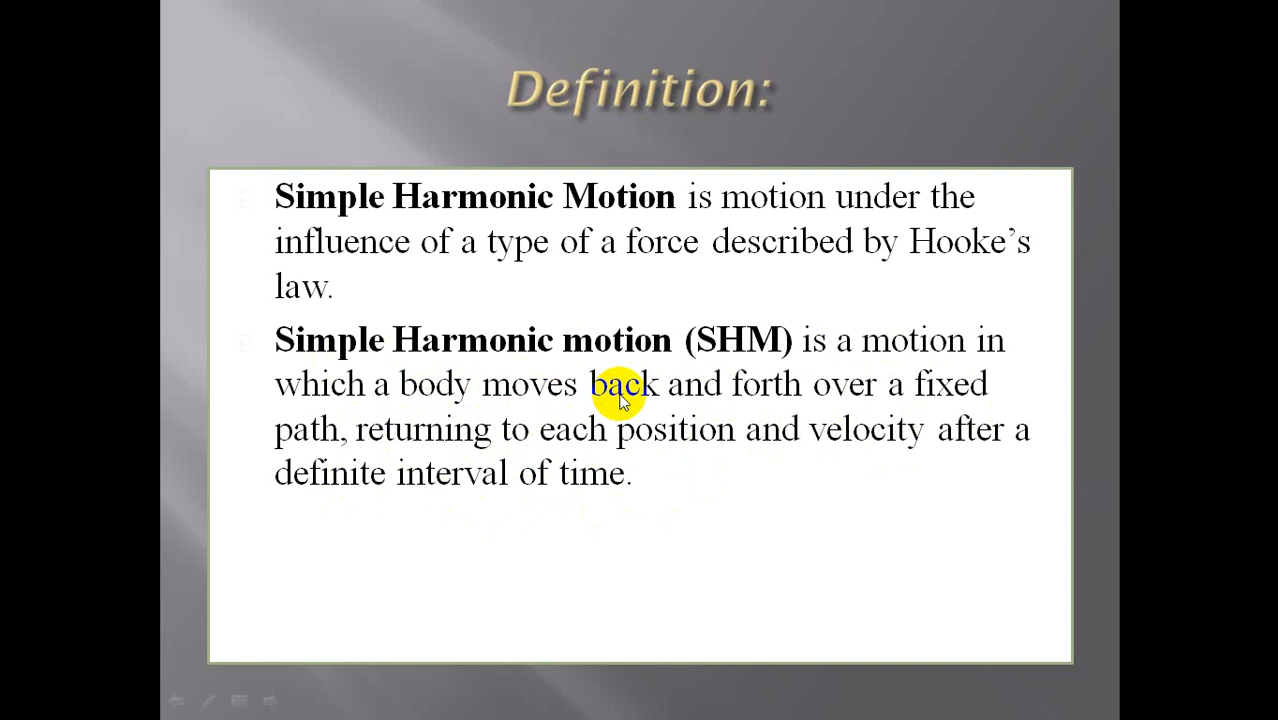 Definition:
Simple Harmonic Motion is motion under the
influence of a type of a force described by Hooke’s
law.
Simple Harmonic motion (SHM) is a motion in
which a body moves back and forth over a fixed
path, returning to each position and velocity after a
definite interval of time.